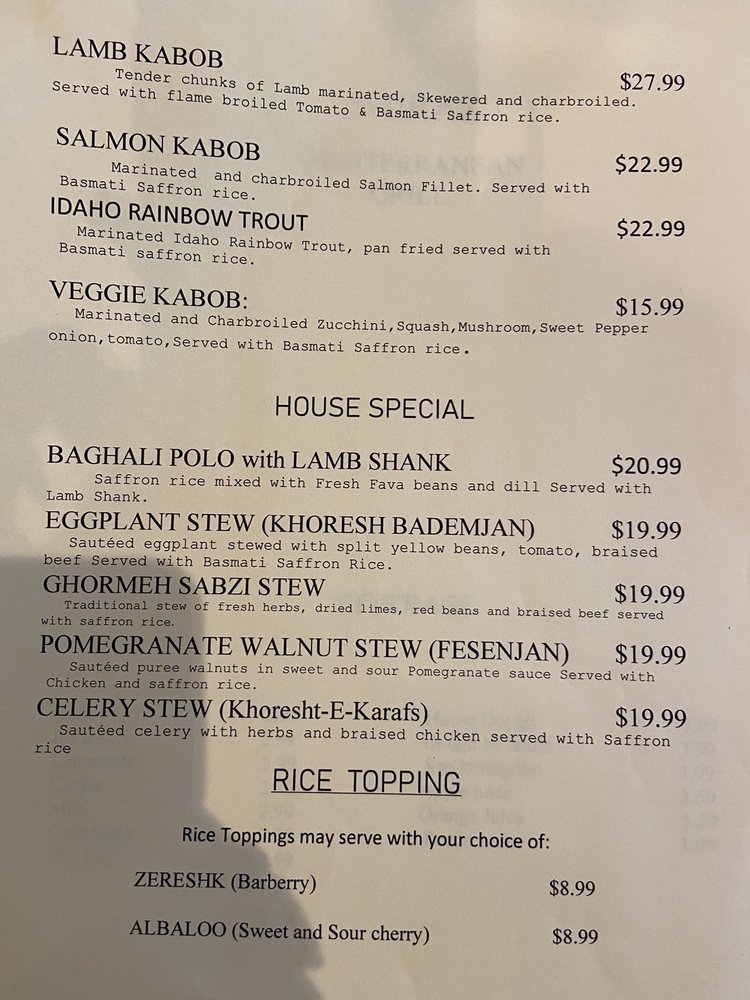 LAMB KABOB
$27.99
Tender chunks of Lamb marinated, Skewered and charbroiled.
Served with flame broiled Tomato & Basmati Saffron rice.
SALMON KABOB
$22.99
Marinated and charbroiled Salmon Fillet. Served with
Basmati Saffron rice.
IDAHO RAINBOW TROUT
$22.99
Marinated Idaho Rainbow Trout, pan fried served with
Basmati saffron rice.
VEGGIE KABOB:
$15.99
Marinated and Charbroiled Zucchini,Squash,Mushroom,Sweet Pepper
onion,tomato,Served with Basmati Saffron rice.
HOUSE SPECIAL
BAGHALI POLO with LAMB SHANK
$20.99
Saffron rice mixed with Fresh Fava beans and dill Served with
Lamb Shank.
EGGPLANT STEW (KHORESH BADEMJAN)
$19.99
Sautéed eggplant stewed with split yellow beans, tomato, braised
beef Served with Basmati Saffron Rice.
GHORMEH SABZI STEW
$19.99
Traditional stew of fresh herbs, dried limes, red beans and braised beef served
with saffron rice.
POMEGRANATE WALNUT STEW (FESENJAN)
$19.99
Sautéed puree walnuts in sweet and sour Pomegranate sauce Served with
Chicken and saffron rice.
CELERY STEW (Khoresht-E-Karafs)
$19.99
Sautéed celery with herbs and braised chicken served with Saffron
rice
RICE TOPPING
Rice Toppings may serve with your choice of:
ZERESHK (Barberry)
$8.99
ALBALOO (Sweet and Sour cherry)
$8.99